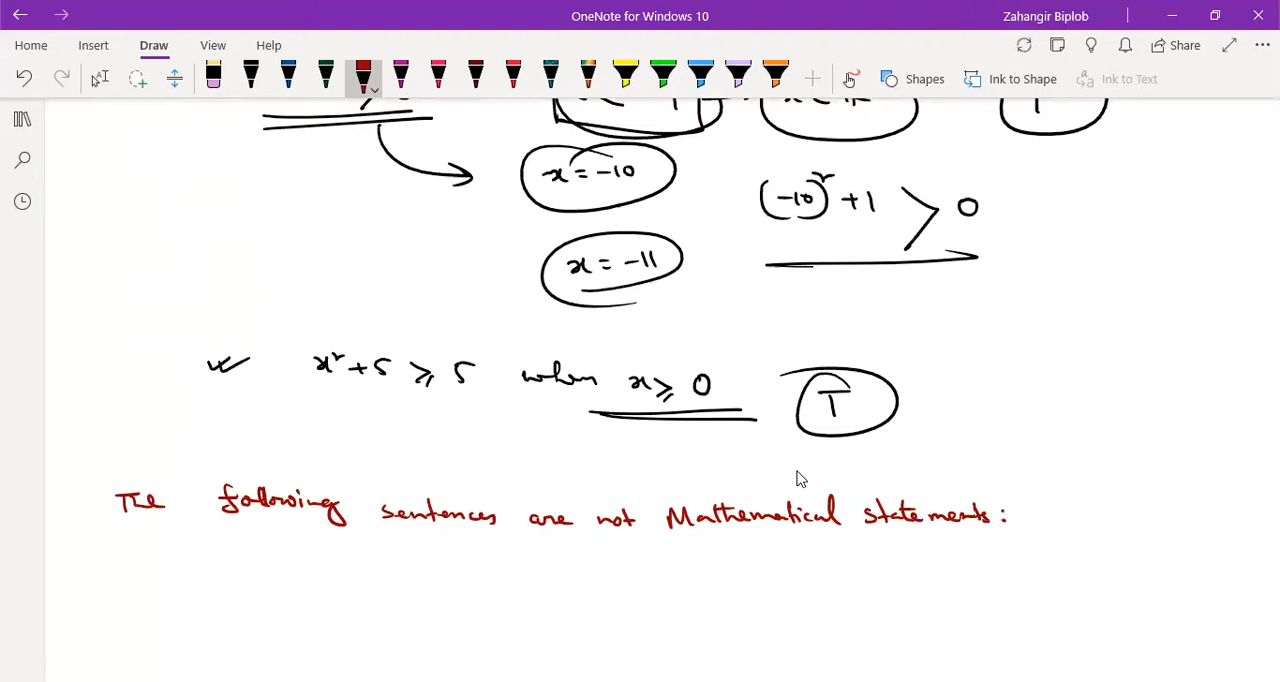 OneNote for Windows 10
Zahangir Biplob
Home Insert Draw View Help
Share
Shapes
Ink to Shape
Ink to Text
x = -10
(-10)² + 1 > 0
x = -11
x² + 5 ≥ 5 when x ≥ 0 T
The following sentences are not Mathematical statements: